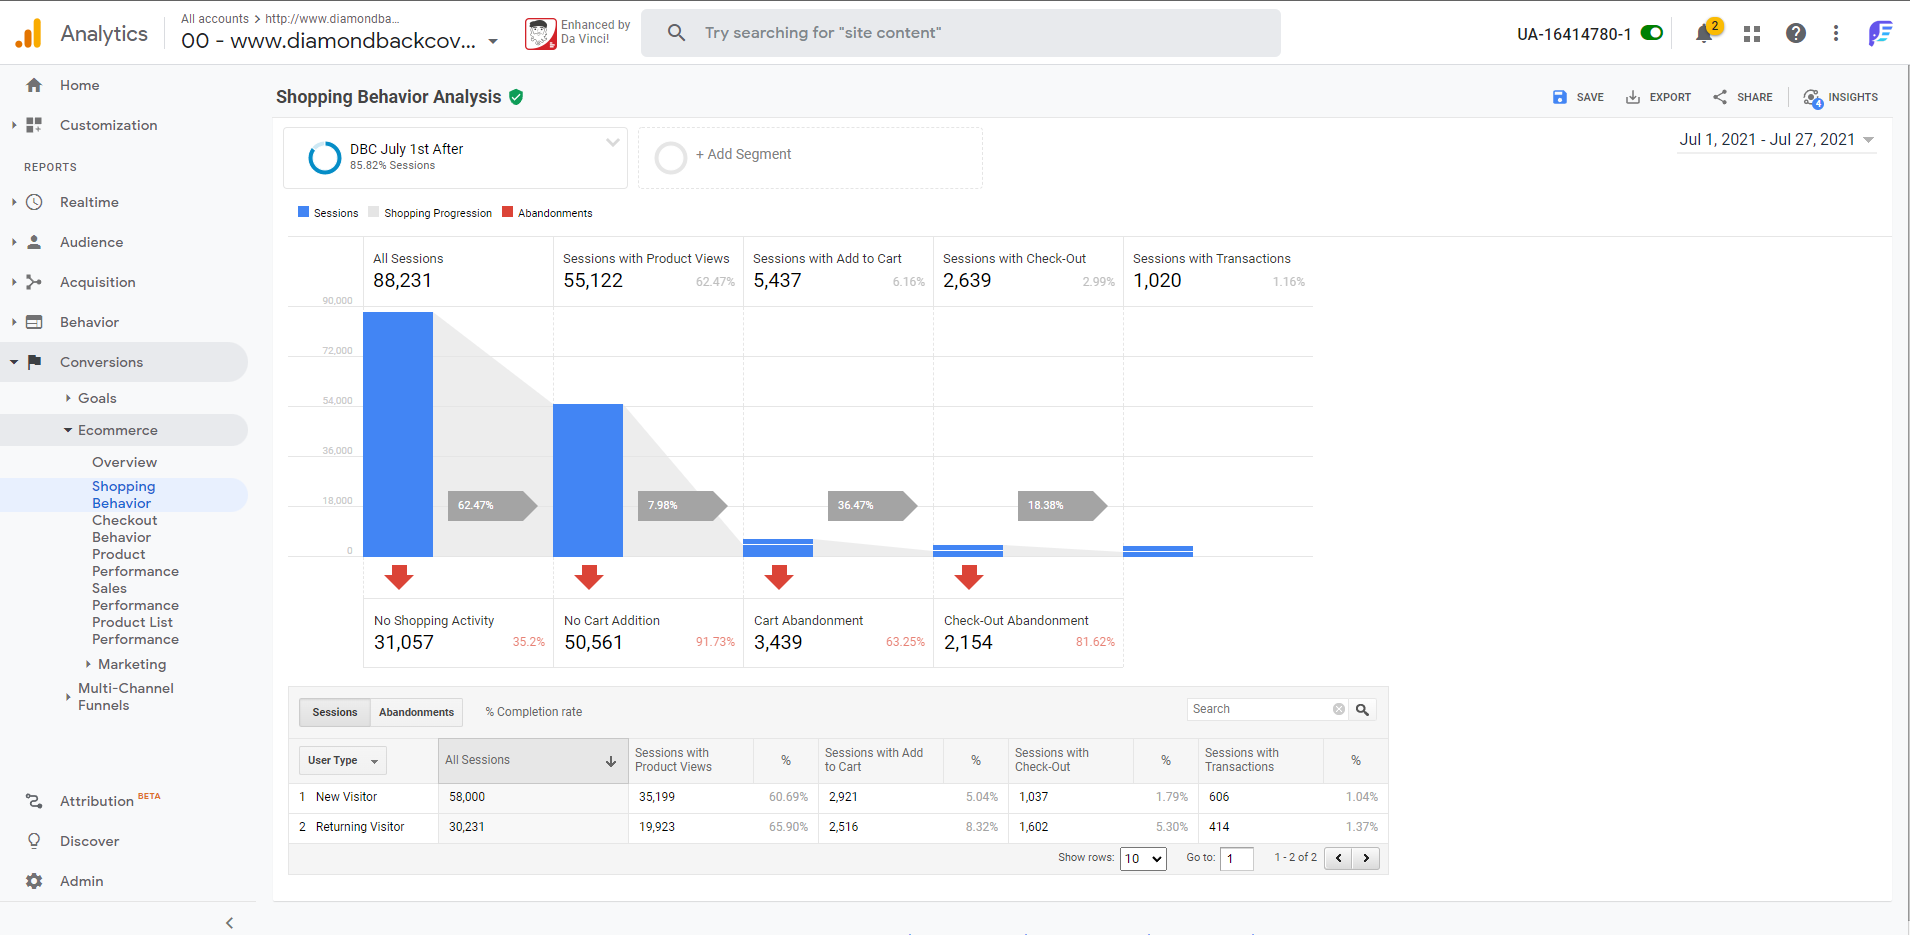 Analytics
All accounts > http://www.diamondba...
00 - www.diamondbackcov...
Enhanced by
Da Vinci!
Try searching for "site content"
UA-16414780-1
2
Home
Customization
REPORTS
Realtime
Audience
Acquisition
Behavior
Conversions
Goals
Ecommerce
Overview
Shopping
Behavior
Checkout
Behavior
Product
Performance
Sales
Performance
Product List
Performance
Marketing
Multi-Channel
Funnels
Attribution BETA
Discover
Admin
Shopping Behavior Analysis
SAVE
EXPORT
SHARE
4
INSIGHTS
DBC July 1st After
85.82% Sessions
+ Add Segment
Jul 1, 2021 - Jul 27, 2021
Sessions Shopping Progression Abandonments
All Sessions
88,231
Sessions with Product Views
55,122 62.47%
Sessions with Add to Cart
5,437 6.16%
Sessions with Check-Out
2,639 2.99%
Sessions with Transactions
1,020 1.16%
90,000
72,000
54,000
36,000
18,000
0
62.47% 7.98% 36.47% 18.38%
No Shopping Activity
31,057 35.2%
No Cart Addition
50,561 91.73%
Cart Abandonment
3,439 63.25%
Check-Out Abandonment
2,154 81.62%
Sessions Abandonments % Completion rate Search
User Type All Sessions Sessions with Product Views % Sessions with Add to Cart % Sessions with Check-Out % Sessions with Transactions %
1 New Visitor 58,000 35,199 60.69% 2,921 5.04% 1,037 1.79% 606 1.04%
2 Returning Visitor 30,231 19,923 65.90% 2,516 8.32% 1,602 5.30% 414 1.37%
Show rows: 10 Go to: 1 1 - 2 of 2